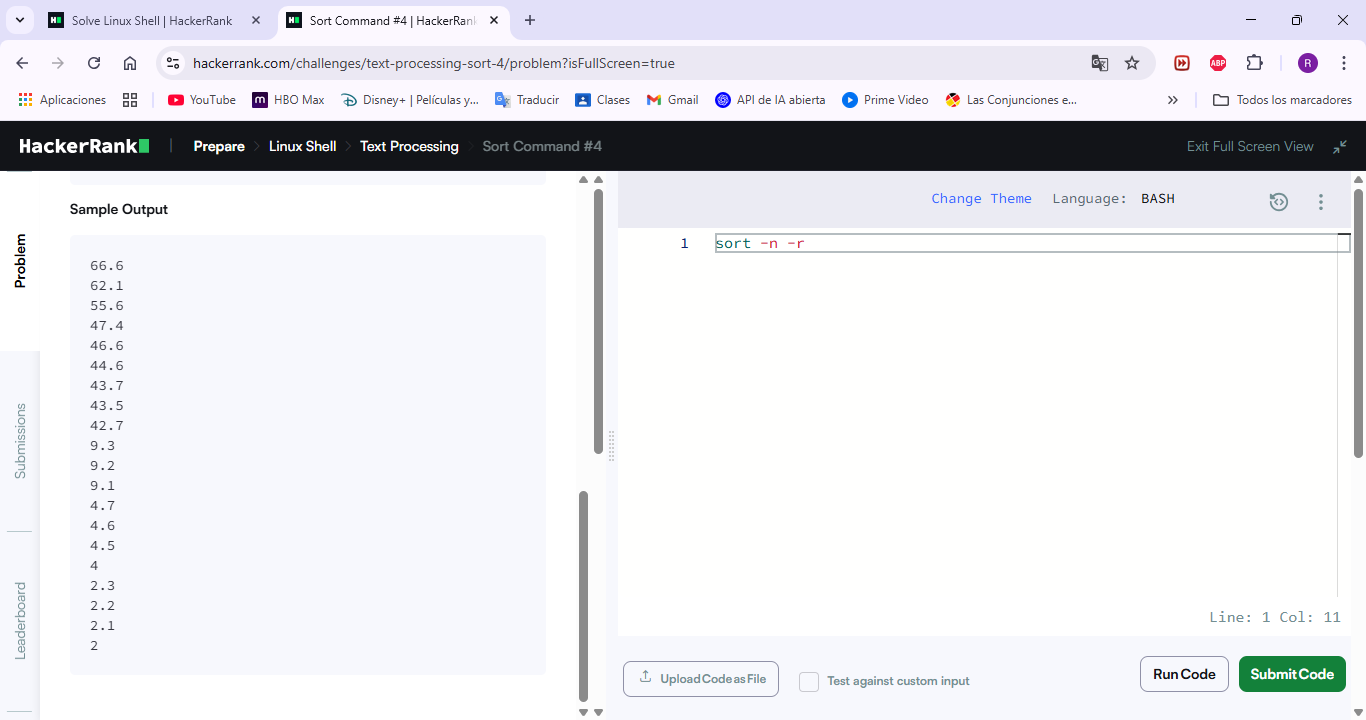 Solve Linux Shell | HackerRank
Sort Command #4 | HackerRank
hackerrank.com/challenges/text-processing-sort-4/problem?isFullScreen=true
ABP
R
Aplicaciones
YouTube
m HBO Max
Disney+ | Películas y...
Traducir
Clases
Gmail
API de IA abierta
Prime Video
Las Conjunciones e...
»
Todos los marcadores
HackerRank
Prepare > Linux Shell > Text Processing > Sort Command #4
Exit Full Screen View
Problem
Submissions
Leaderboard
Sample Output
66.6
62.1
55.6
47.4
46.6
44.6
43.7
43.5
42.7
9.3
9.2
9.1
4.7
4.6
4.5
4
2.3
2.2
2.1
2
Change Theme Language: BASH
1 sort -n -r
Line: 1 Col: 11
Upload Code as File
Test against custom input
Run Code
Submit Code